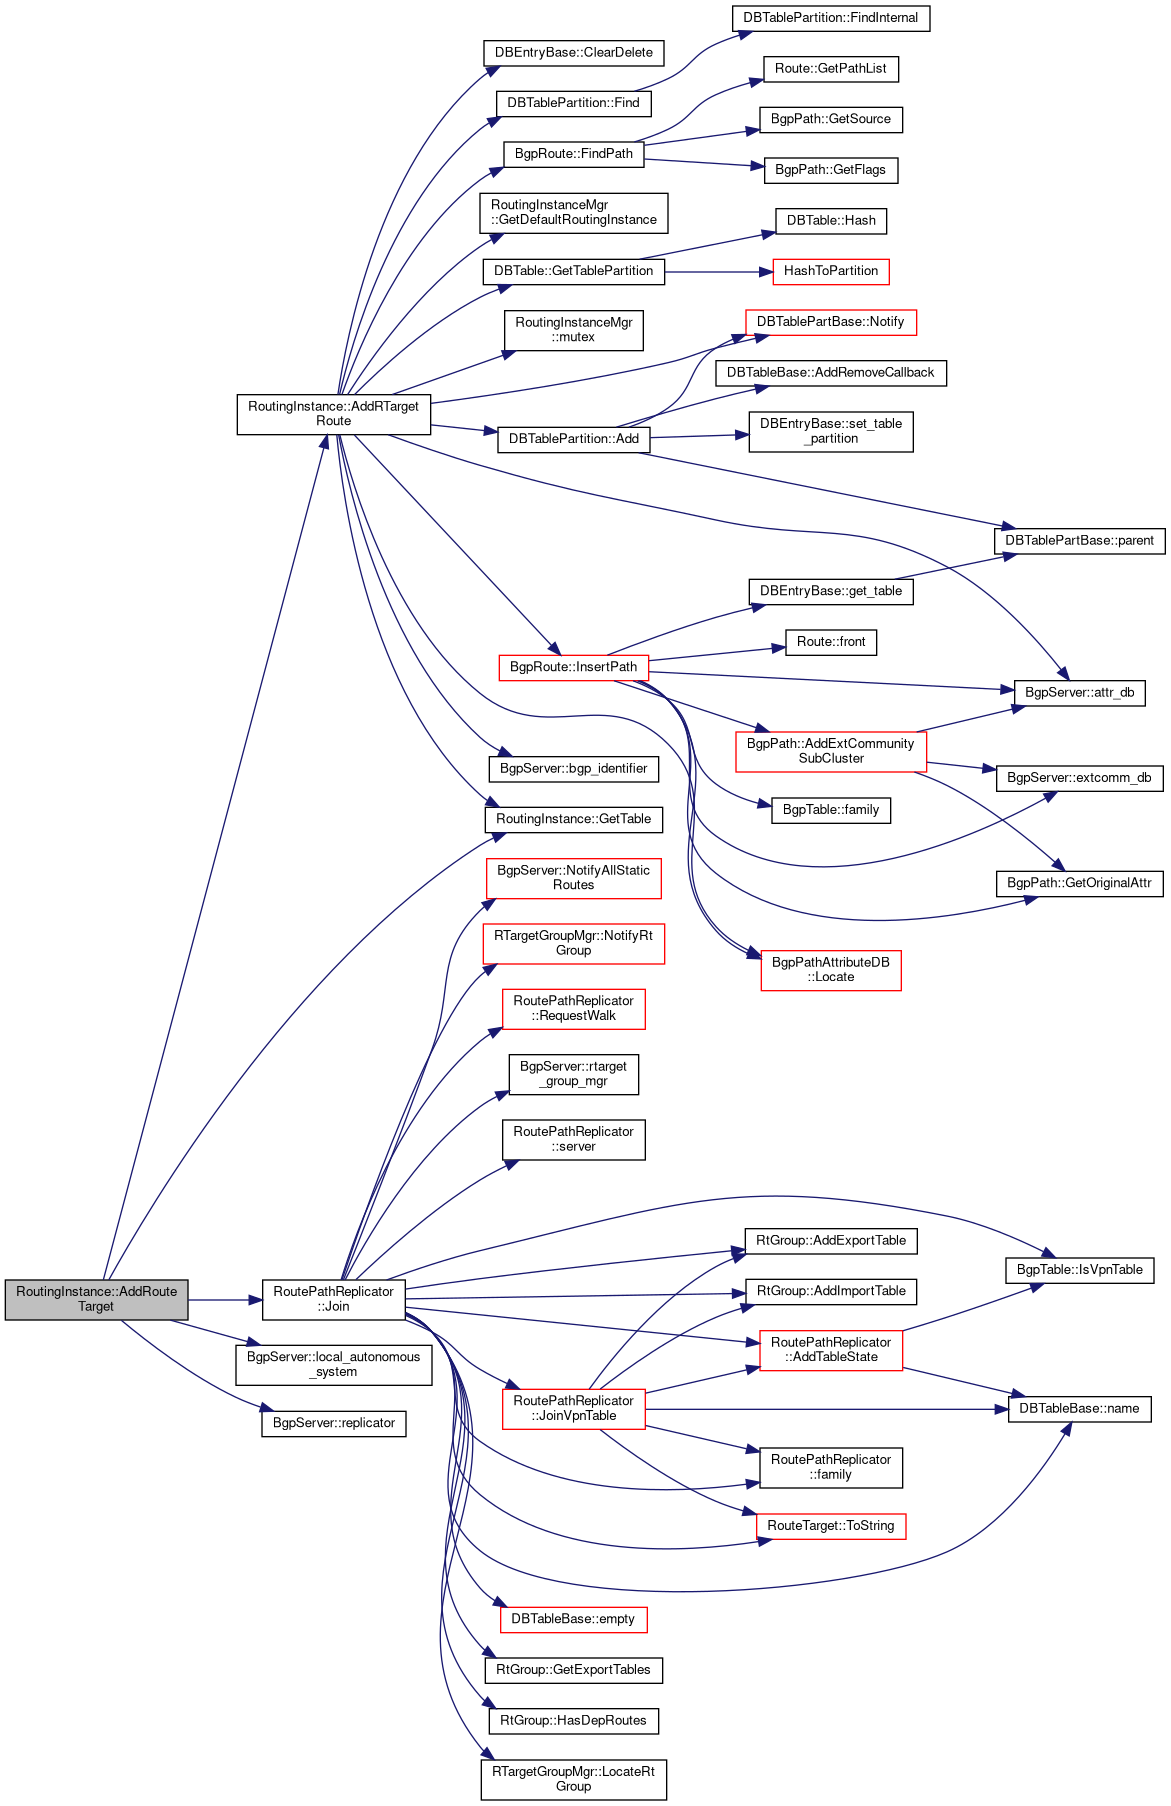 DBTablePartition::FindInternal
DBEntryBase::ClearDelete
Route::GetPathList
DBTablePartition::Find
BgpPath::GetSource
BgpRoute::FindPath
BgpPath::GetFlags
RoutingInstanceMgr
::GetDefaultRoutingInstance
DBTable::Hash
DBTable::GetTablePartition
HashToPartition
RoutingInstanceMgr
::mutex
DBTablePartBase::Notify
DBTableBase::AddRemoveCallback
RoutingInstance::AddRTarget
Route
DBTablePartition::Add
DBEntryBase::set_table
_partition
DBTablePartBase::parent
DBEntryBase::get_table
Route::front
BgpRoute::InsertPath
BgpServer::attr_db
BgpPath::AddExtCommunity
SubCluster
BgpServer::bgp_identifier
BgpServer::extcomm_db
BgpTable::family
RoutingInstance::GetTable
BgpServer::NotifyAllStatic
Routes
BgpPath::GetOriginalAttr
RTargetGroupMgr::NotifyRt
Group
BgpPathAttributeDB
::Locate
RoutePathReplicator
::RequestWalk
BgpServer::rtarget
_group_mgr
RoutePathReplicator
::server
RtGroup::AddExportTable
BgpTable::IsVpnTable
RtGroup::AddImportTable
RoutingInstance::AddRoute
Target
RoutePathReplicator
::Join
RoutePathReplicator
::AddTableState
BgpServer::local_autonomous
_system
RoutePathReplicator
::JoinVpnTable
DBTableBase::name
BgpServer::replicator
RoutePathReplicator
::family
RouteTarget::ToString
DBTableBase::empty
RtGroup::GetExportTables
RtGroup::HasDepRoutes
RTargetGroupMgr::LocateRt
Group